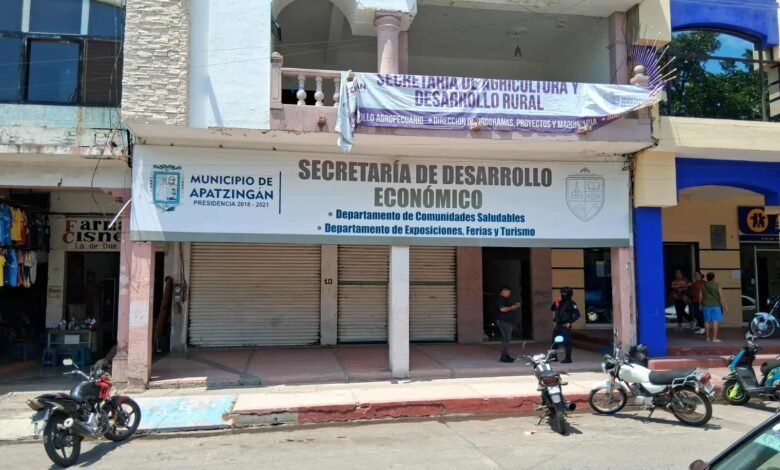 SECRETARÍA DE AGRICULTURA Y
DESARROLLO RURAL
MUNICIPIO DE
APATZINGÁN
PRESIDENCIA 2018 - 2021
SECRETARÍA DE DESARROLLO
ECONÓMICO
• Departamento de Comunidades Saludables
• Departamento de Exposiciones, Ferias y Turismo